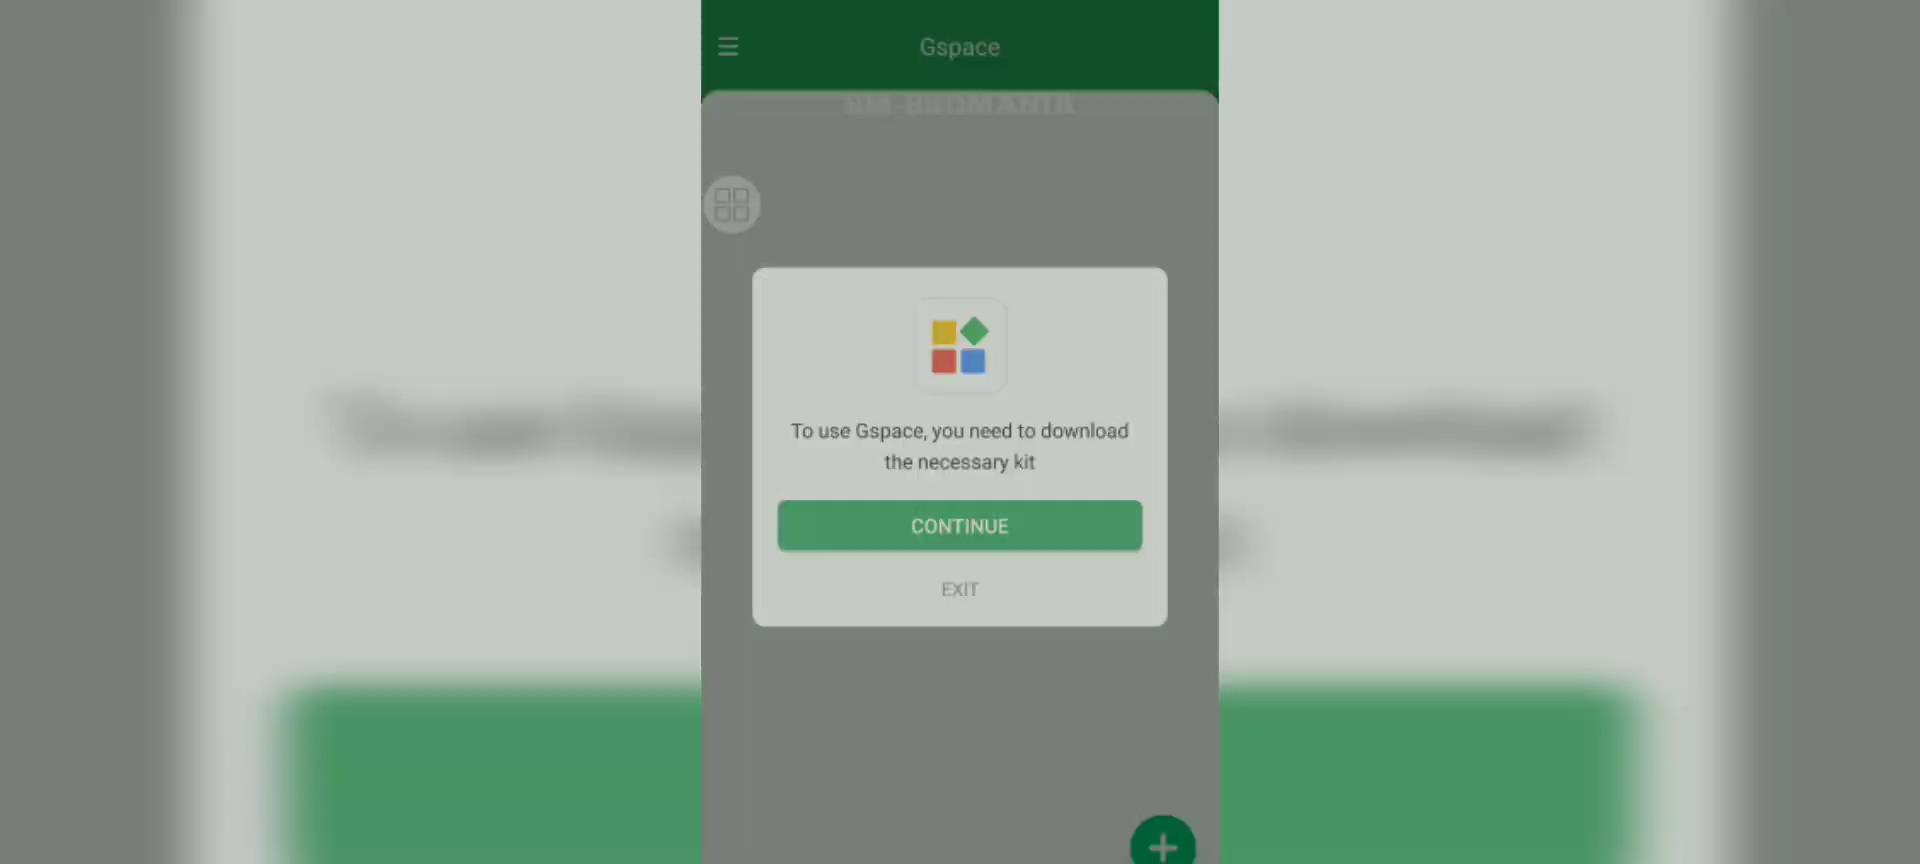 Gspace
To use Gspace, you need to download
the necessary kit
CONTINUE
EXIT